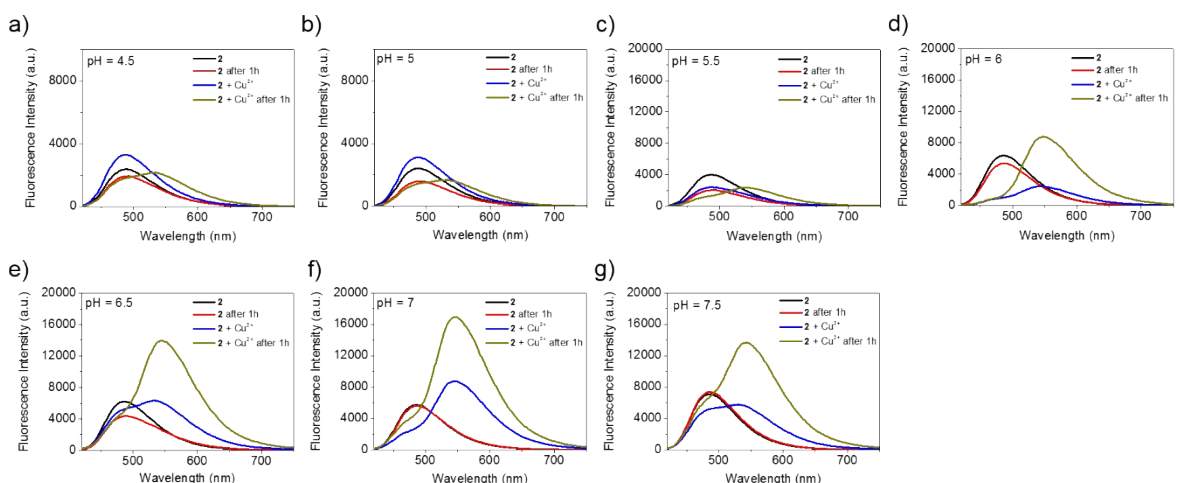 a)
pH = 4.5
2
2 after 1h
2 + Cu²⁺
2 + Cu²⁺ after 1h
8000
4000
0
500
600
700
Fluorescence Intensity (a.u.)
Wavelength (nm)
b)
pH = 5
2
2 after 1h
2 + Cu²⁺
2 + Cu²⁺ after 1h
8000
4000
0
500
600
700
Fluorescence Intensity (a.u.)
Wavelength (nm)
c)
pH = 5.5
2
2 after 1h
2 + Cu²⁺
2 + Cu²⁺ after 1h
20000
16000
12000
8000
4000
0
500
600
700
Fluorescence Intensity (a.u.)
Wavelength (nm)
d)
pH = 6
2
2 after 1h
2 + Cu²⁺
2 + Cu²⁺ after 1h
20000
16000
12000
8000
4000
0
500
600
700
Fluorescence Intensity (a.u.)
Wavelength (nm)
e)
pH = 6.5
2
2 after 1h
2 + Cu²⁺
2 + Cu²⁺ after 1h
20000
16000
12000
8000
4000
0
500
600
700
Fluorescence Intensity (a.u.)
Wavelength (nm)
f)
pH = 7
2
2 after 1h
2 + Cu²⁺
2 + Cu²⁺ after 1h
20000
16000
12000
8000
4000
0
500
600
700
Fluorescence Intensity (a.u.)
Wavelength (nm)
g)
pH = 7.5
2
2 after 1h
2 + Cu²⁺
2 + Cu²⁺ after 1h
20000
16000
12000
8000
4000
0
500
600
700
Fluorescence Intensity (a.u.)
Wavelength (nm)